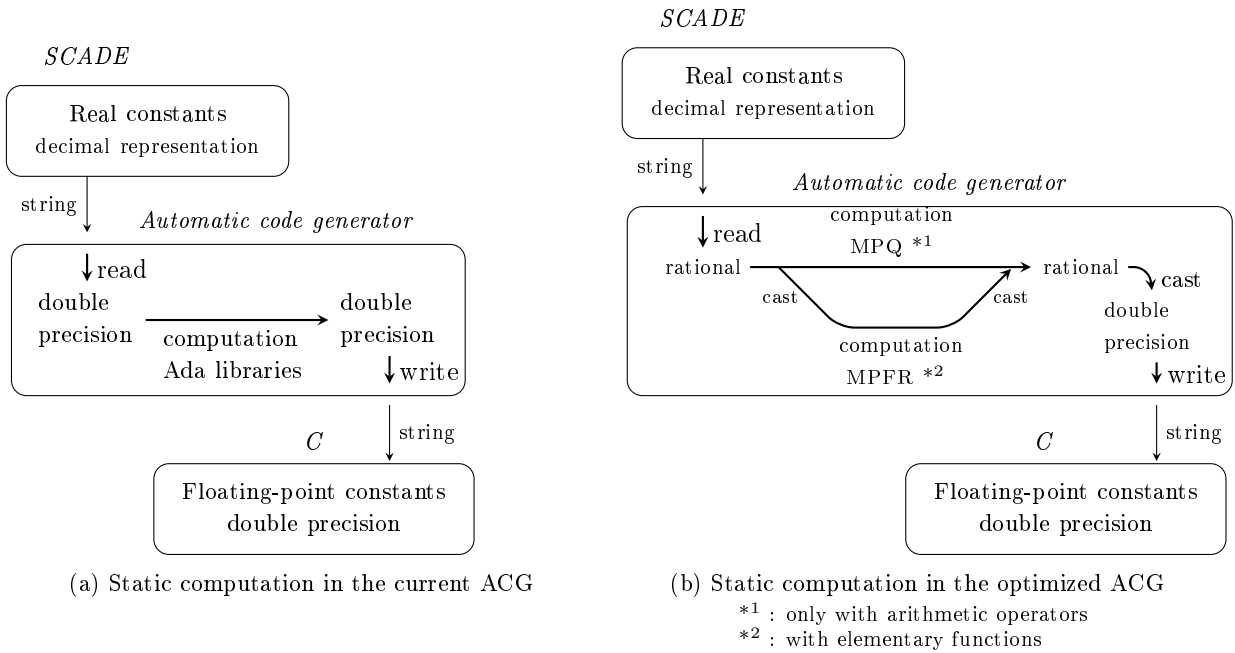 SCADE
Real constants
decimal representation
string
Automatic code generator
read
double
precision
computation
Ada libraries
double
precision
write
string
C
Floating-point constants
double precision
(a) Static computation in the current ACG
SCADE
Real constants
decimal representation
string
Automatic code generator
read
rational
computation
MPQ *1
cast
computation
MPFR *2
cast
rational
cast
double
precision
write
string
C
Floating-point constants
double precision
(b) Static computation in the optimized ACG
*1 : only with arithmetic operators
*2 : with elementary functions